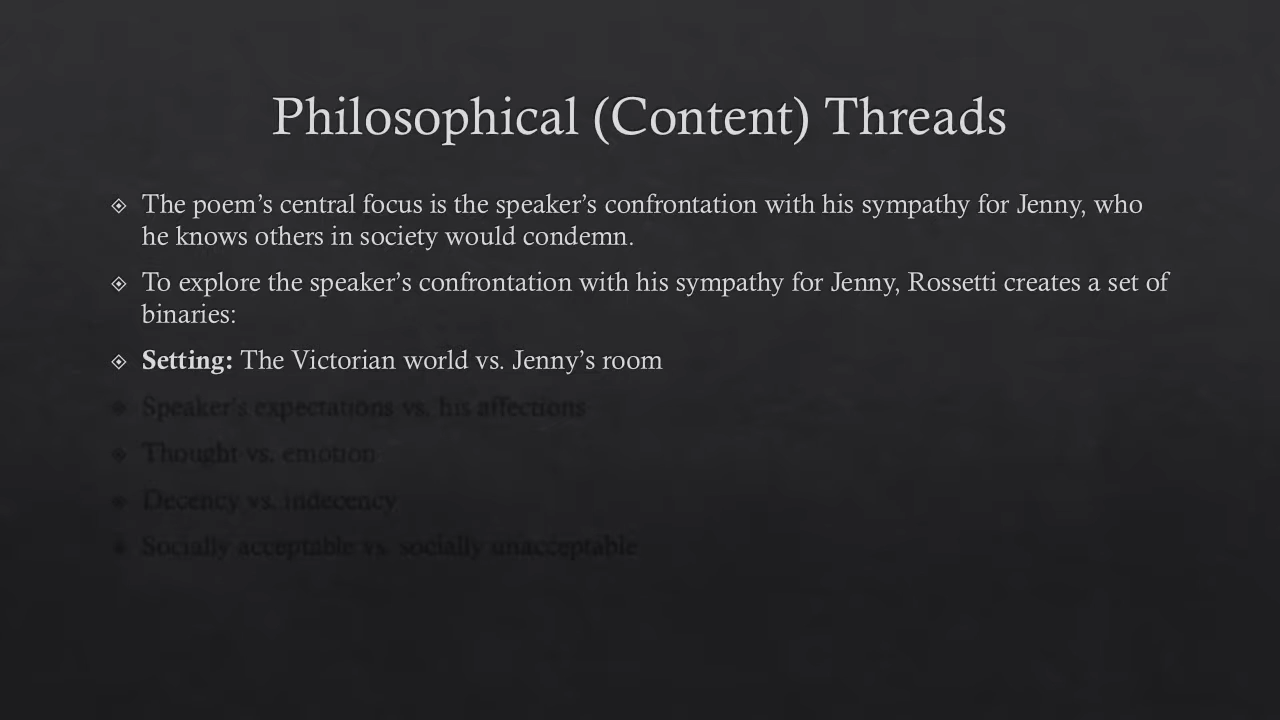 Philosophical (Content) Threads
The poem’s central focus is the speaker’s confrontation with his sympathy for Jenny, who
he knows others in society would condemn.
To explore the speaker’s confrontation with his sympathy for Jenny, Rossetti creates a set of
binaries:
Setting: The Victorian world vs. Jenny’s room
Speaker’s expectations vs. his affections
Thought vs. emotion
Decency vs. indecency
Socially acceptable vs. socially unacceptable